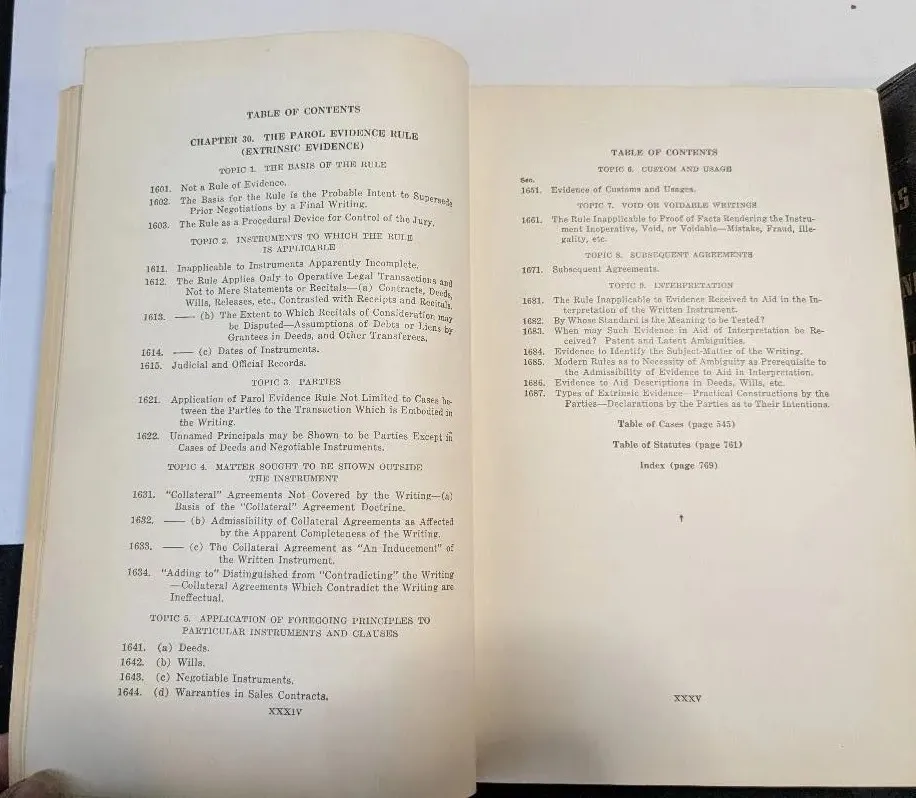 TABLE OF CONTENTS
CHAPTER 30. THE PAROL EVIDENCE RULE
(EXTRINSIC EVIDENCE)
TOPIC 1. THE BASIS OF THE RULE
1601. Not a Rule of Evidence.
1602. The Basis for the Rule is the Probable Intent to Supersede
Prior Negotiations by a Final Writing.
1603. The Rule as a Procedural Device for Control of the Jury.
TOPIC 2. INSTRUMENTS TO WHICH THE RULE
IS APPLICABLE
1611. Inapplicable to Instruments Apparently Incomplete.
1612. The Rule Applies Only to Operative Legal Transactions and
Not to Mere Statements or Recitals—(a) Contracts, Deeds,
Wills, Releases, etc., Contrasted with Receipts and Recitals.
1613. —— (b) The Extent to Which Recitals of Consideration may
be Disputed—Assumptions of Debts or Liens by
Grantees in Deeds, and Other Transferees.
1614. —— (c) Dates of Instruments.
1615. Judicial and Official Records.
TOPIC 3. PARTIES
1621. Application of Parol Evidence Rule Not Limited to Cases be-
tween the Parties to the Transaction Which is Embodied in
the Writing.
1622. Unnamed Principals may be Shown to be Parties Except in
Cases of Deeds and Negotiable Instruments.
TOPIC 4. MATTER SOUGHT TO BE SHOWN OUTSIDE
THE INSTRUMENT
1631. "Collateral" Agreements Not Covered by the Writing—(a)
Basis of the "Collateral" Agreement Doctrine.
1632. —— (b) Admissibility of Collateral Agreements as Affected
by the Apparent Completeness of the Writing.
1633. —— (c) The Collateral Agreement as "An Inducement" of
the Written Instrument.
1634. "Adding to" Distinguished from "Contradicting" the Writing
—Collateral Agreements Which Contradict the Writing are
Ineffectual.
TOPIC 5. APPLICATION OF FOREGOING PRINCIPLES TO
PARTICULAR INSTRUMENTS AND CLAUSES
1641. (a) Deeds.
1642. (b) Wills.
1643. (c) Negotiable Instruments.
1644. (d) Warranties in Sales Contracts.
XXXIV
TABLE OF CONTENTS
TOPIC 6. CUSTOM AND USAGE
Sec.
1651. Evidence of Customs and Usages.
TOPIC 7. VOID OR VOIDABLE WRITINGS
1661. The Rule Inapplicable to Proof of Facts Rendering the Instru-
ment Inoperative, Void, or Voidable—Mistake, Fraud, Ille-
gality, etc.
TOPIC 8. SUBSEQUENT AGREEMENTS
1671. Subsequent Agreements.
TOPIC 9. INTERPRETATION
1681. The Rule Inapplicable to Evidence Received to Aid in the In-
terpretation of the Written Instrument.
1682. By Whose Standard is the Meaning to be Tested?
1683. When may Such Evidence in Aid of Interpretation be Re-
ceived? Patent and Latent Ambiguities.
1684. Evidence to Identify the Subject-Matter of the Writing.
1685. Modern Rules as to Necessity of Ambiguity as Prerequisite to
the Admissibility of Evidence to Aid in Interpretation.
1686. Evidence to Aid Descriptions in Deeds, Wills, etc.
1687. Types of Extrinsic Evidence—Practical Constructions by the
Parties—Declarations by the Parties as to Their Intentions.
Table of Cases (page 545)
Table of Statutes (page 761)
Index (page 769)
†
XXXV